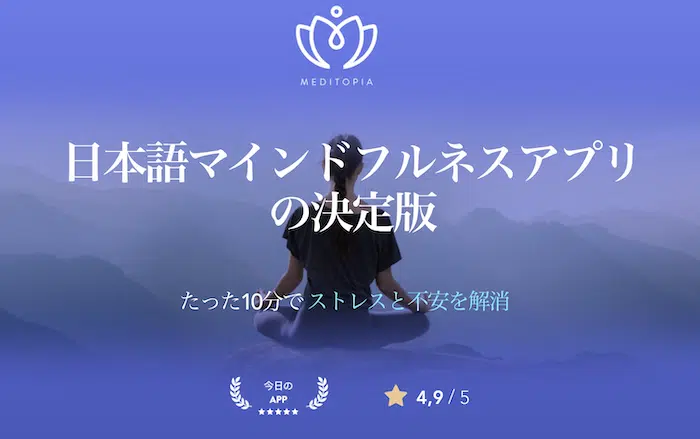 MEDITOPIA
日本語マインドフルネスアプリ
の決定版
たった10分で ストレスと不安を解消
今日の
APP
4,9 / 5